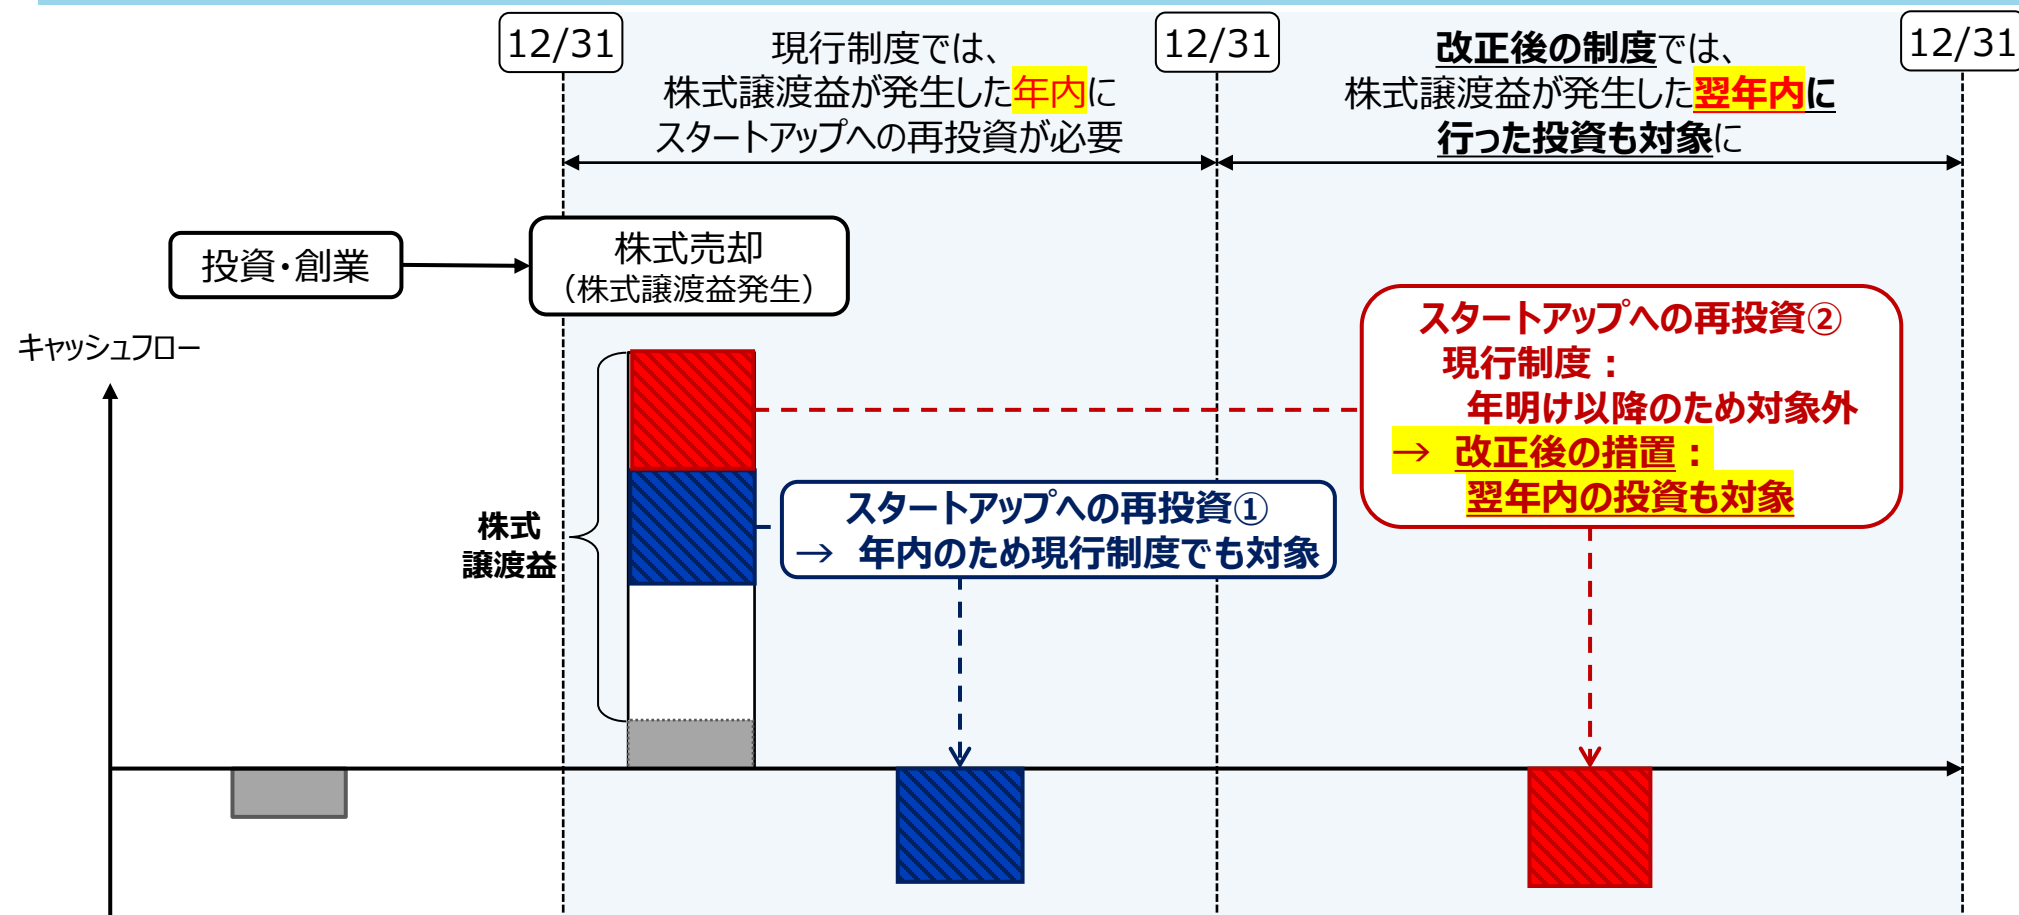 12/31
現行制度では、
株式譲渡益が発生した年内に
スタートアップへの再投資が必要
12/31
改正後の制度では、
株式譲渡益が発生した翌年内に
行った投資も対象に
12/31
投資・創業
株式売却
（株式譲渡益発生）
キャッシュフロー
株式
譲渡益
スタートアップへの再投資①
→ 年内のため現行制度でも対象
スタートアップへの再投資②
現行制度：
年明け以降のため対象外
→ 改正後の措置：
翌年内の投資も対象